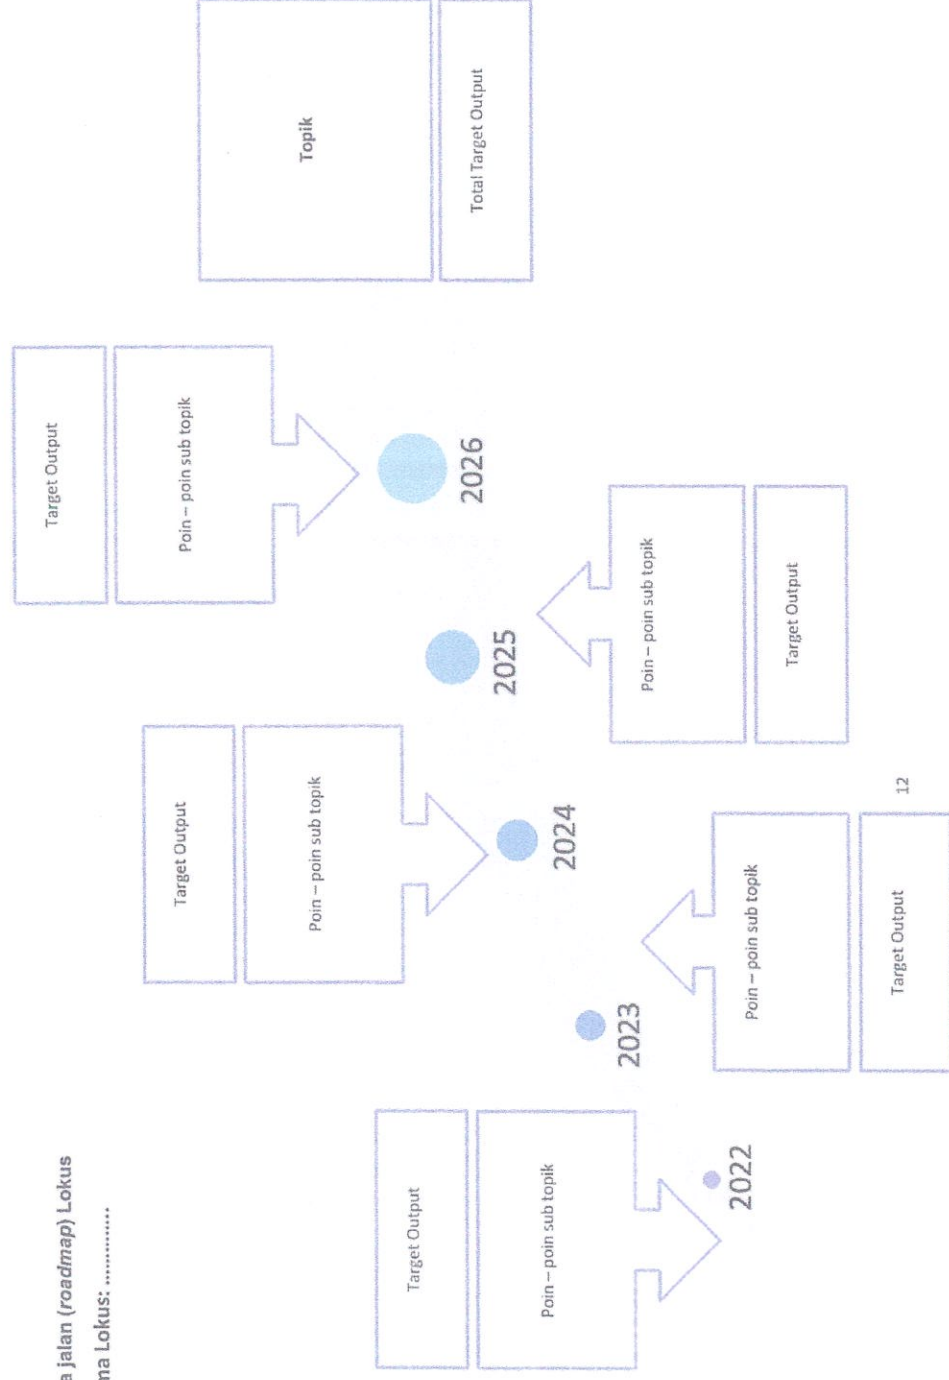 a jalan (roadmap) Lokus
ma Lokus: ..............
Target Output
Poin – poin sub topik
2022
2023
Poin – poin sub topik
Target Output
Target Output
Poin – poin sub topik
2024
2025
Poin – poin sub topik
Target Output
Target Output
Poin – poin sub topik
2026
Topik
Total Target Output
12